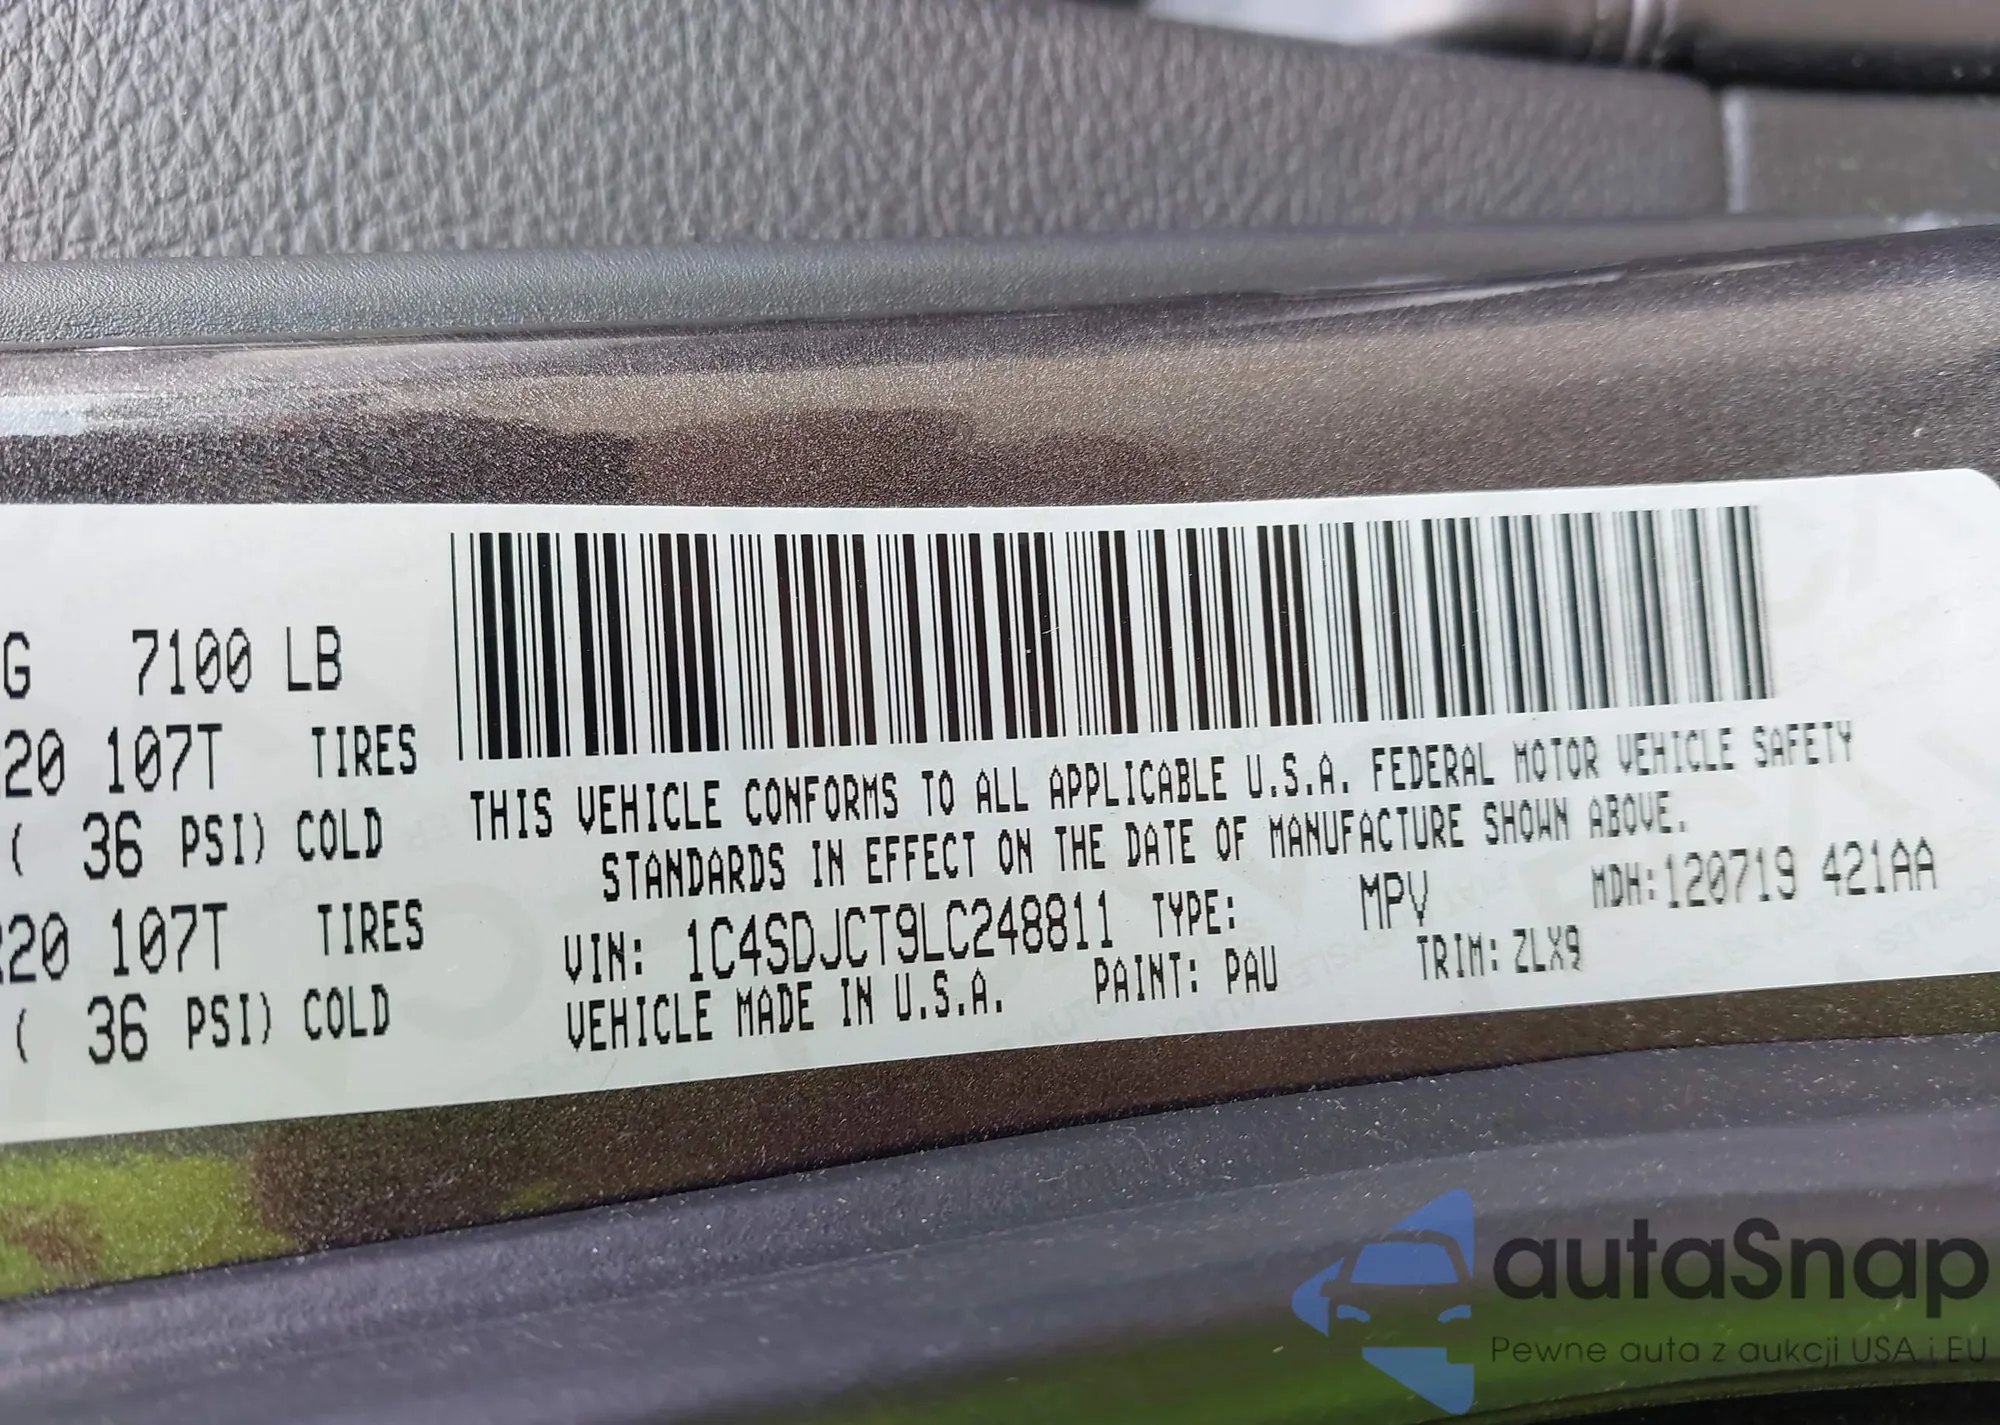 G 7100 LB
20 107T TIRES
( 36 PSI) COLD
20 107T TIRES
( 36 PSI) COLD
THIS VEHICLE CONFORMS TO ALL APPLICABLE U.S.A. FEDERAL MOTOR VEHICLE SAFETY
STANDARDS IN EFFECT ON THE DATE OF MANUFACTURE SHOWN ABOVE.
VIN: 1C4SDJCT9LC248811 TYPE: MPV MDH:120719 421AA
VEHICLE MADE IN U.S.A. PAINT: PAU TRIM: ZLX9
autaSnap
Pewne auta z aukcji USA i EU